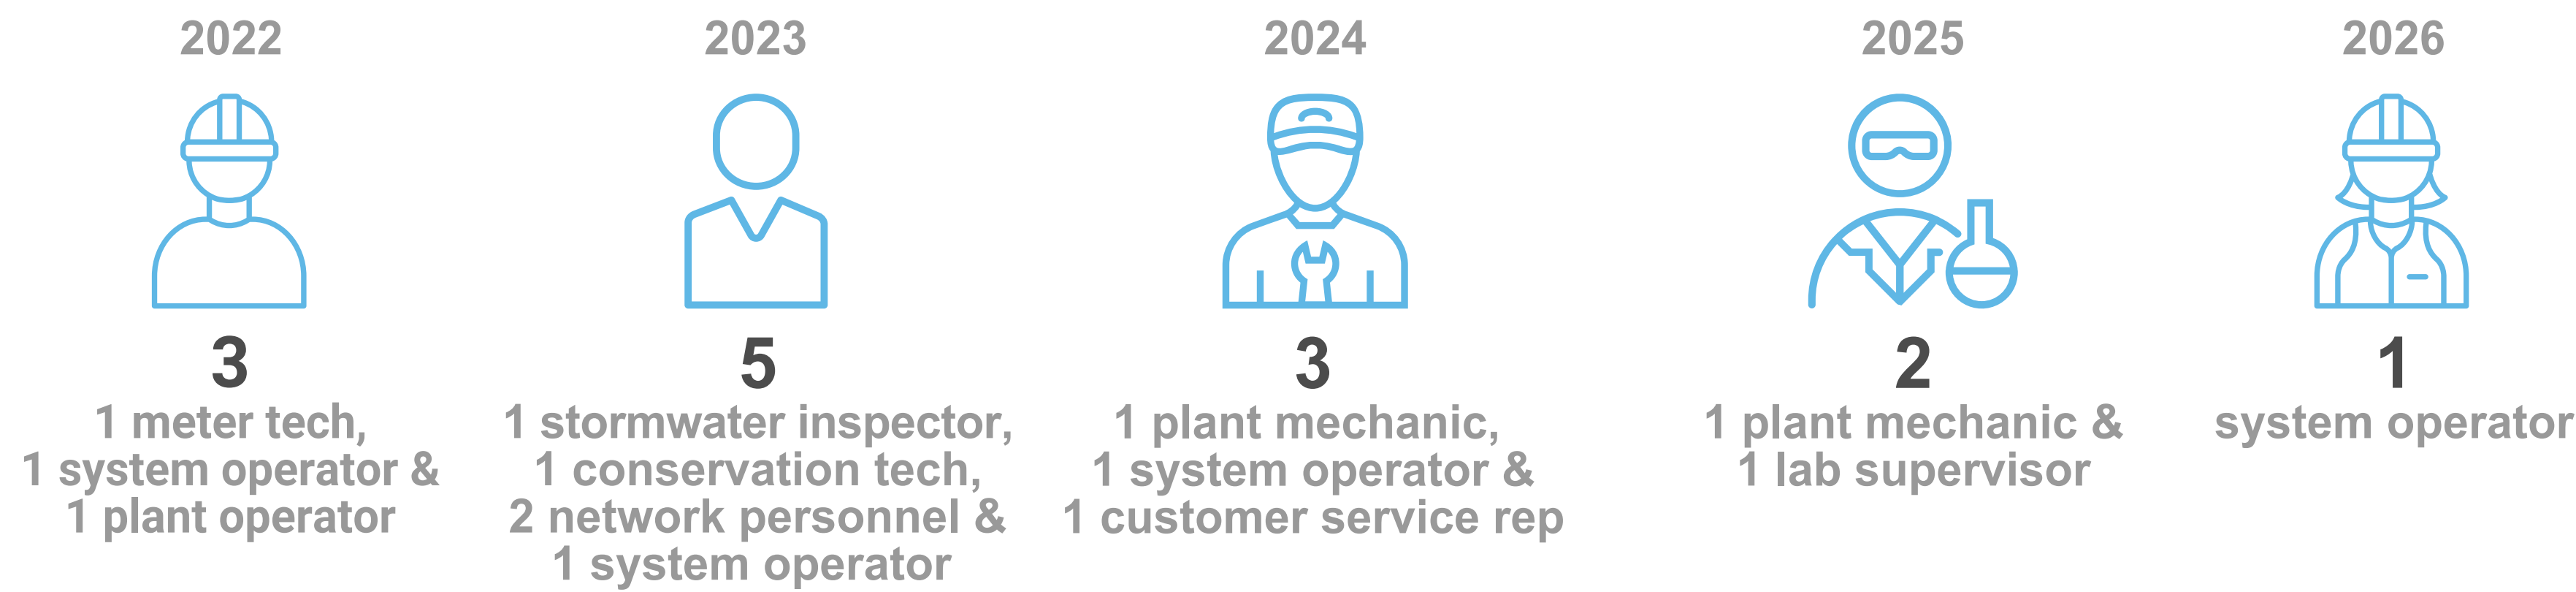 2022
3
1 meter tech,
1 system operator &
1 plant operator
2023
5
1 stormwater inspector,
1 conservation tech,
2 network personnel &
1 system operator
2024
3
1 plant mechanic,
1 system operator &
1 customer service rep
2025
2
1 plant mechanic &
1 lab supervisor
2026
1
system operator